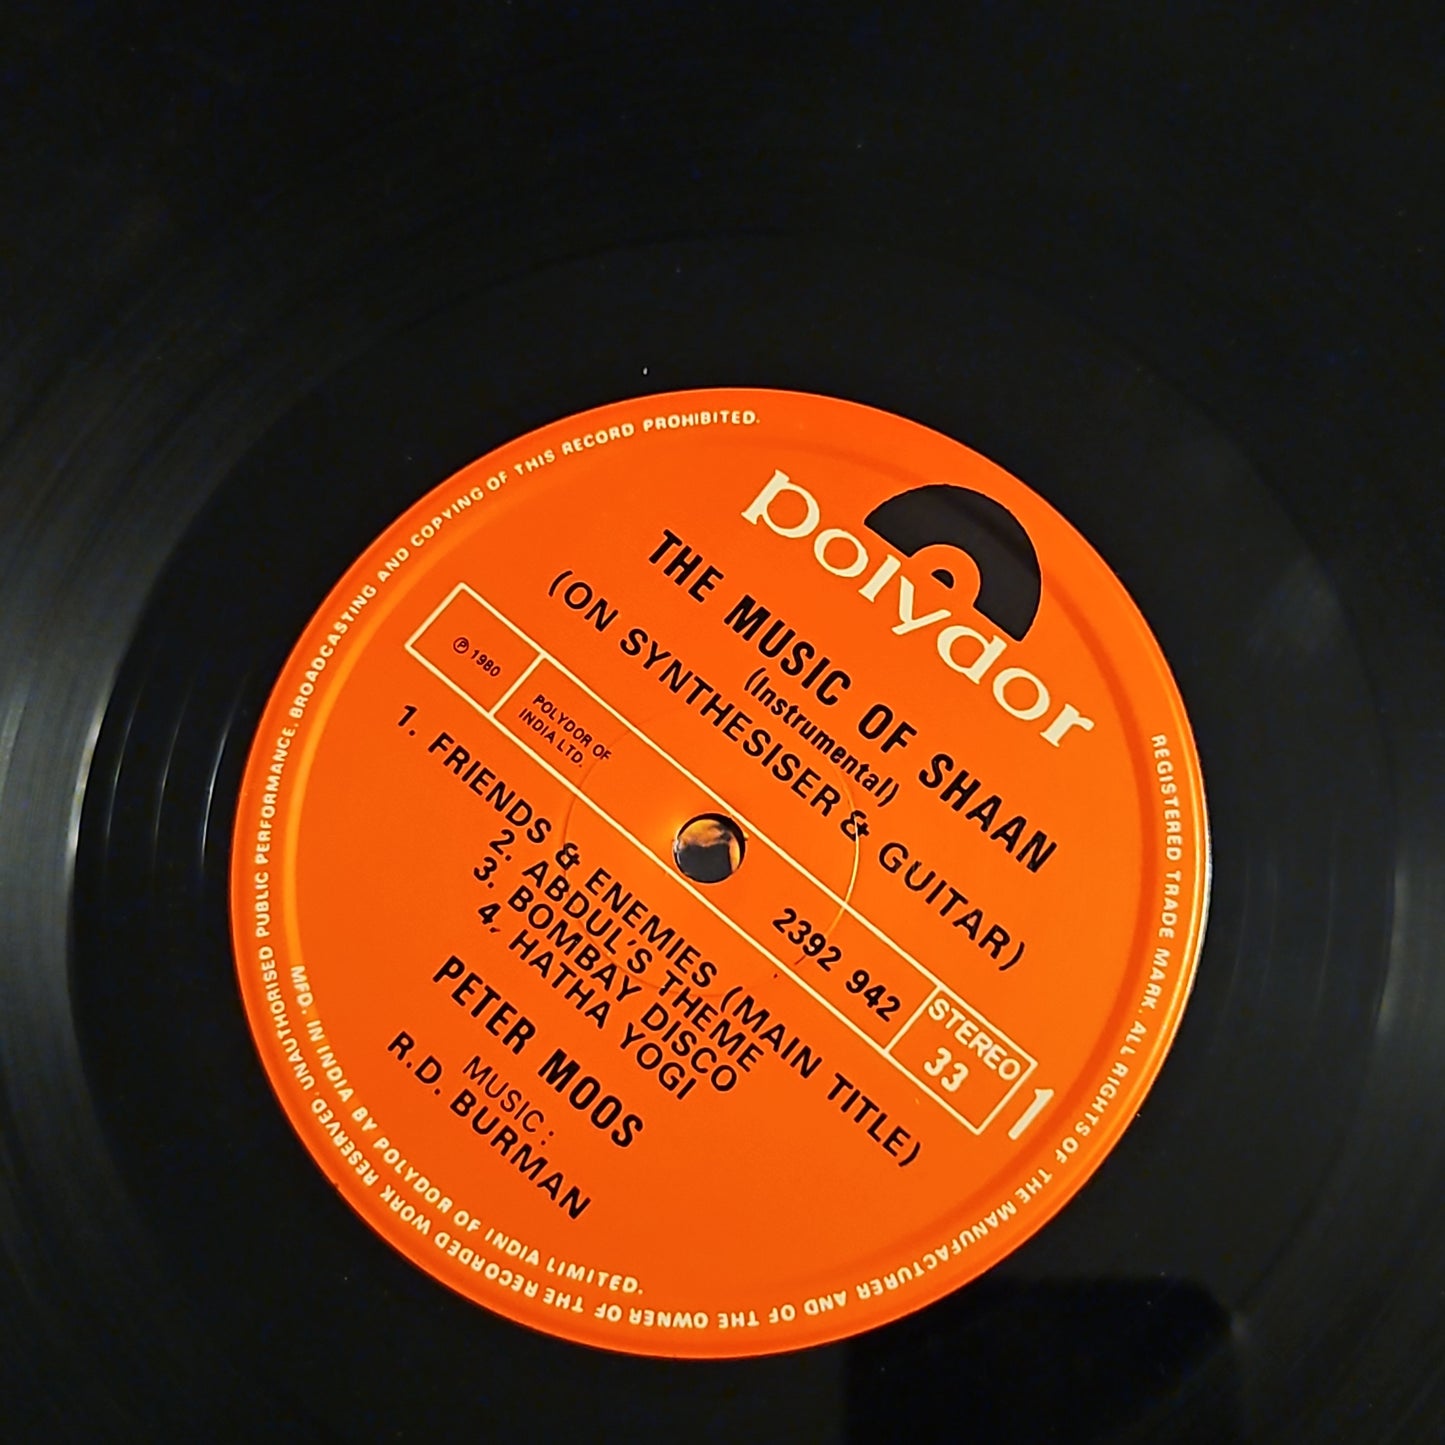 polydor
THE MUSIC OF SHAAN
(Instrumental)
(ON SYNTHESISER & GUITAR)
℗ 1980
POLYDOR OF
INDIA LTD.
2392 942
STEREO
33
1
1. FRIENDS & ENEMIES (MAIN TITLE)
2. ABDUL'S THEME
3. BOMBAY DISCO
4. HATHA YOGI
PETER MOOS
MUSIC:
R.D. BURMAN
REGISTERED TRADE MARK. ALL RIGHTS OF THE MANUFACTURER AND OF THE OWNER OF THE RECORDED WORK RESERVED. UNAUTHORISED PUBLIC PERFORMANCE, BROADCASTING AND COPYING OF THIS RECORD PROHIBITED.
MFD. IN INDIA BY POLYDOR OF INDIA LIMITED.